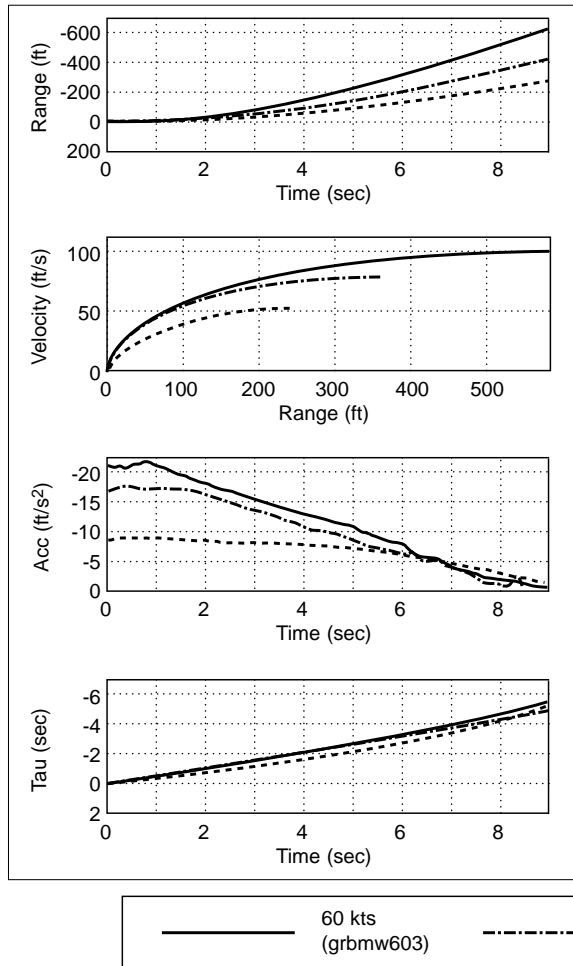 -600
-400
-200
0
200
Range (ft)
0 2 4 6 8
Time (sec)
100
50
0
Velocity (ft/s)
0 100 200 300 400 500
Range (ft)
-20
-15
-10
-5
0
Acc (ft/s2)
0 2 4 6 8
Time (sec)
-6
-4
-2
0
2
Tau (sec)
0 2 4 6 8
Time (sec)
60 kts
(grbmw603)